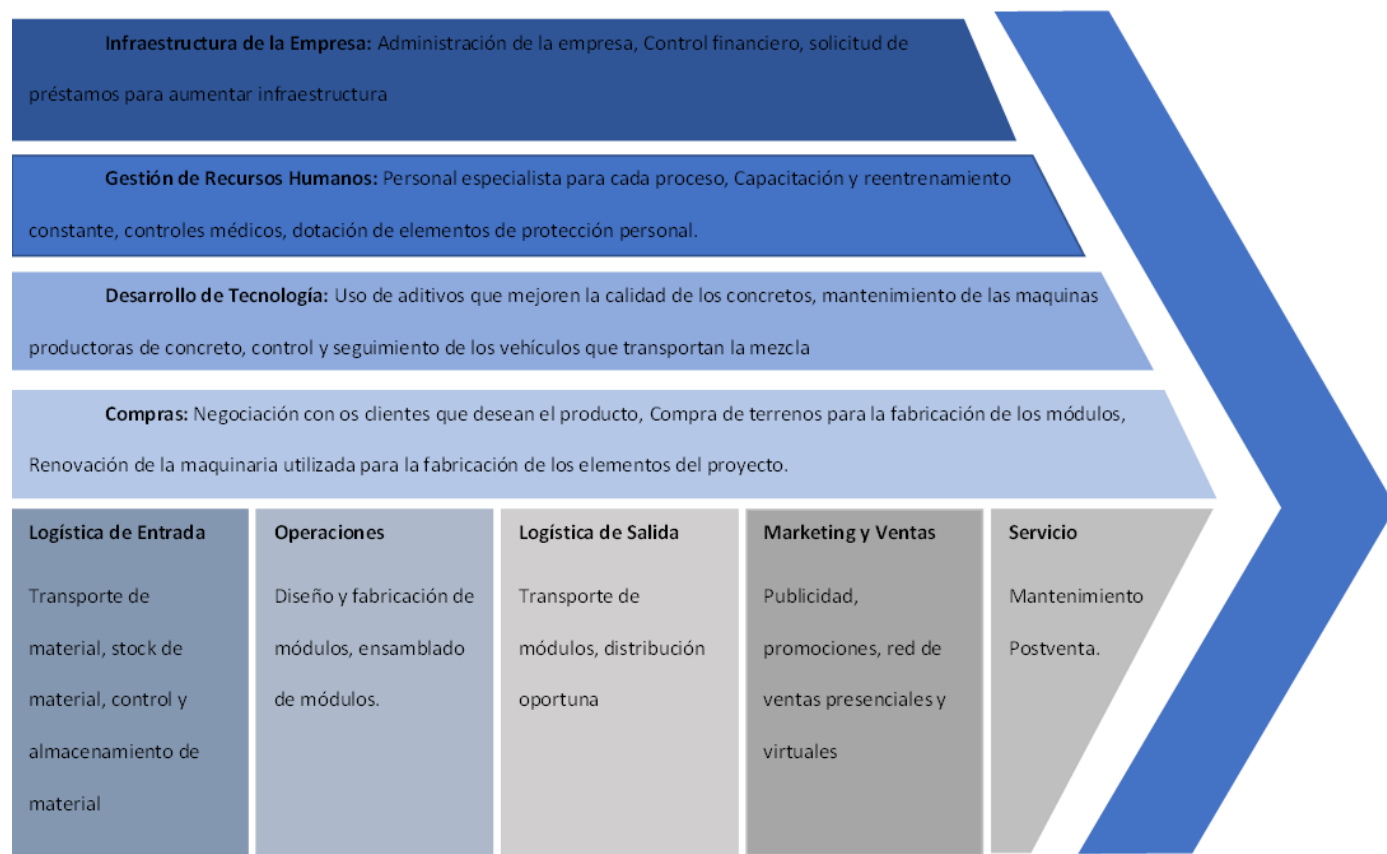 Infraestructura de la Empresa: Administración de la empresa, Control financiero, solicitud de
préstamos para aumentar infraestructura
Gestión de Recursos Humanos: Personal especialista para cada proceso, Capacitación y reentrenamiento
constante, controles médicos, dotación de elementos de protección personal.
Desarrollo de Tecnología: Uso de aditivos que mejoren la calidad de los concretos, mantenimiento de las maquinas
productoras de concreto, control y seguimiento de los vehículos que transportan la mezcla
Compras: Negociación con os clientes que desean el producto, Compra de terrenos para la fabricación de los módulos,
Renovación de la maquinaria utilizada para la fabricación de los elementos del proyecto.
Logística de Entrada
Transporte de
material, stock de
material, control y
almacenamiento de
material
Operaciones
Diseño y fabricación de
módulos, ensamblado
de módulos.
Logística de Salida
Transporte de
módulos, distribución
oportuna
Marketing y Ventas
Publicidad,
promociones, red de
ventas presenciales y
virtuales
Servicio
Mantenimiento
Postventa.